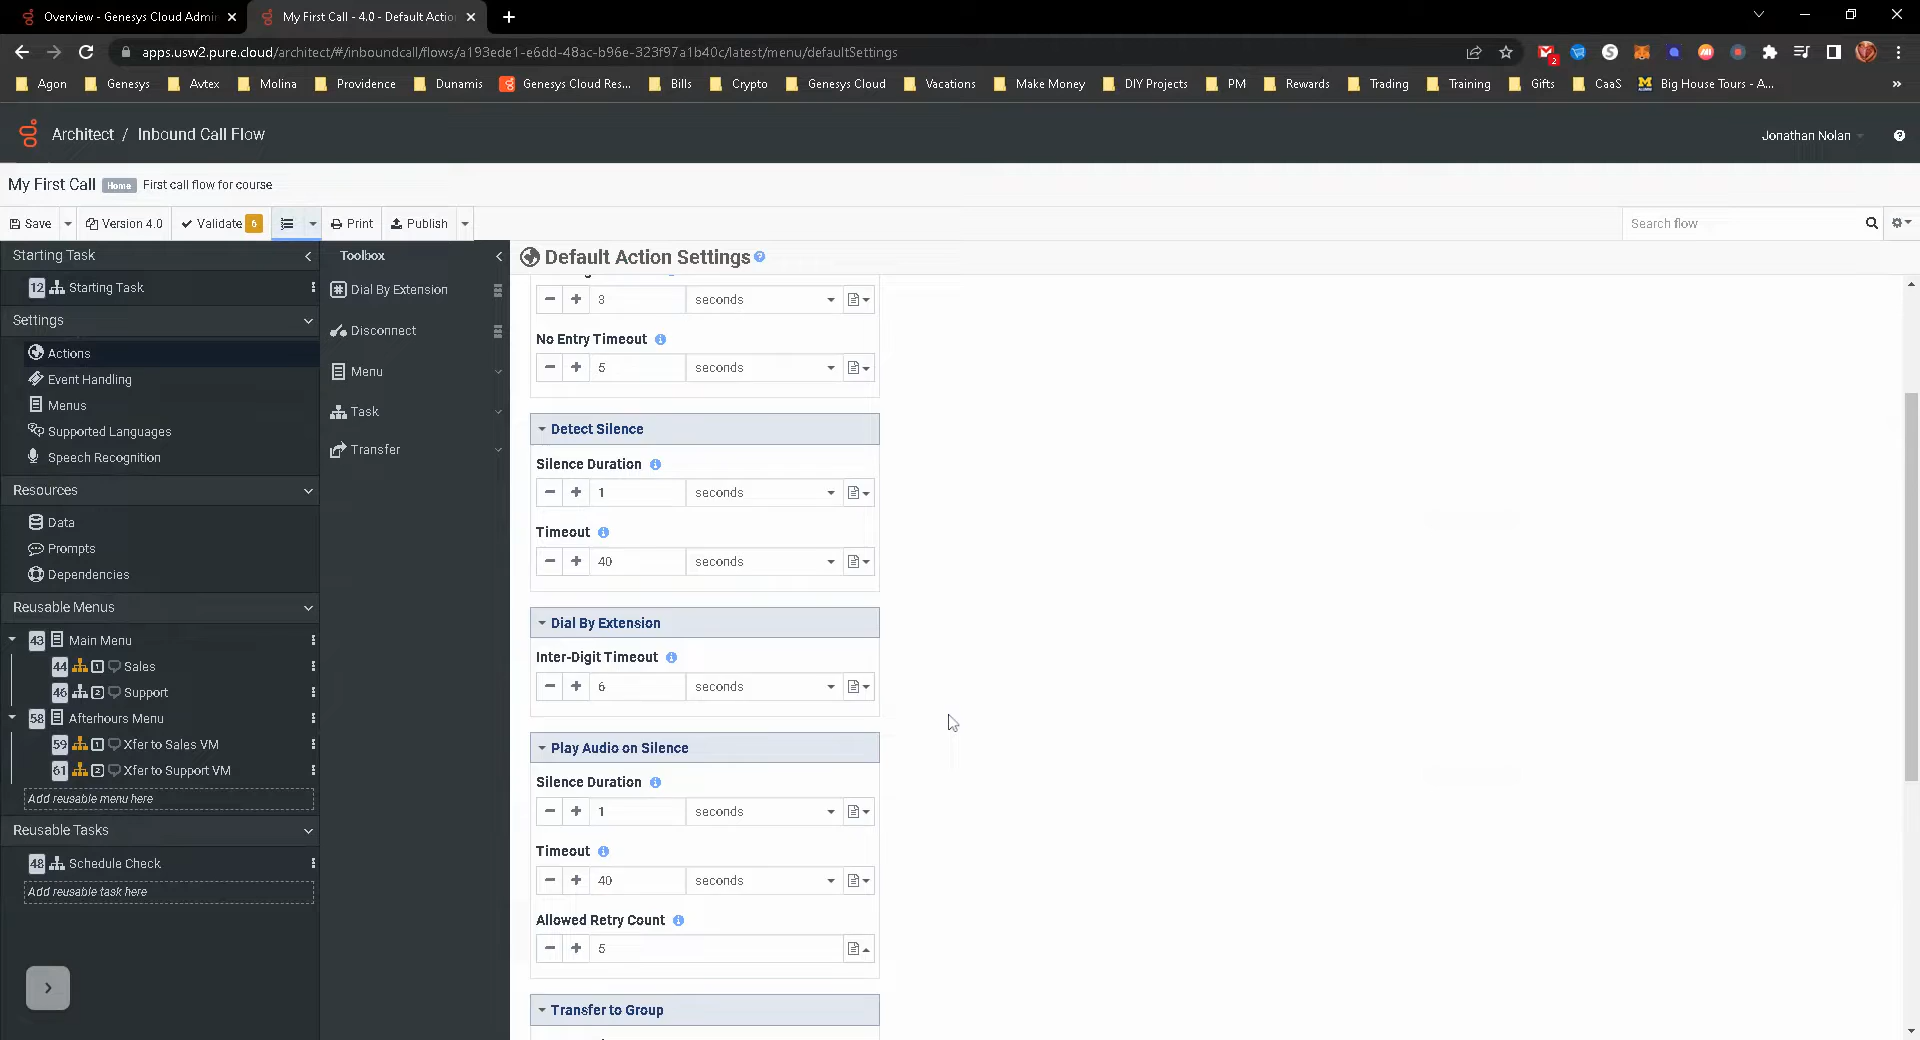 Overview - Genesys Cloud Admin
My First Call - 4.0 - Default Actio
apps.usw2.pure.cloud/architect/#/inboundcall/flows/a193ede1-e6dd-48ac-b96e-323f97a1b40c/latest/menu/defaultSettings
2
Agon
Genesys
Avtex
Molina
Providence
Dunamis
Genesys Cloud Res...
Bills
Crypto
Genesys Cloud
Vacations
Make Money
DIY Projects
PM
Rewards
Trading
Training
Gifts
CaaS
Big House Tours - A...
Architect / Inbound Call Flow
Jonathan Nolan
My First Call Home First call flow for course
Save
Version 4.0
Validate 6
Print
Publish
Search flow
Starting Task
12 Starting Task
Settings
Actions
Event Handling
Menus
Supported Languages
Speech Recognition
Resources
Data
Prompts
Dependencies
Reusable Menus
43 Main Menu
44 1 Sales
46 2 Support
58 Afterhours Menu
59 1 Xfer to Sales VM
61 2 Xfer to Support VM
Add reusable menu here
Reusable Tasks
48 Schedule Check
Add reusable task here
Toolbox
Dial By Extension
Disconnect
Menu
Task
Transfer
Default Action Settings
3 seconds
No Entry Timeout
5 seconds
Detect Silence
Silence Duration
1 seconds
Timeout
40 seconds
Dial By Extension
Inter-Digit Timeout
6 seconds
Play Audio on Silence
Silence Duration
1 seconds
Timeout
40 seconds
Allowed Retry Count
5
Transfer to Group